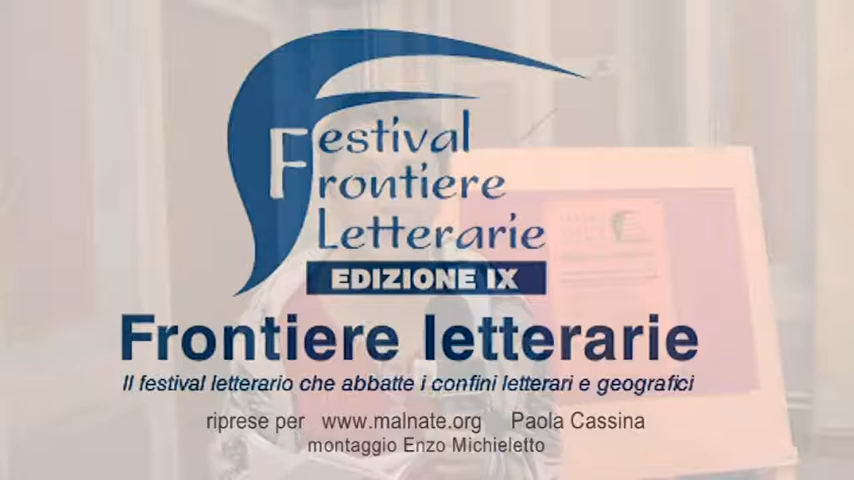 Festival
Frontiere
Letterarie
EDIZIONE IX
Frontiere letterarie
Il festival letterario che abbatte i confini letterari e geografici
riprese per www.malnate.org Paola Cassina
montaggio Enzo Michieletto